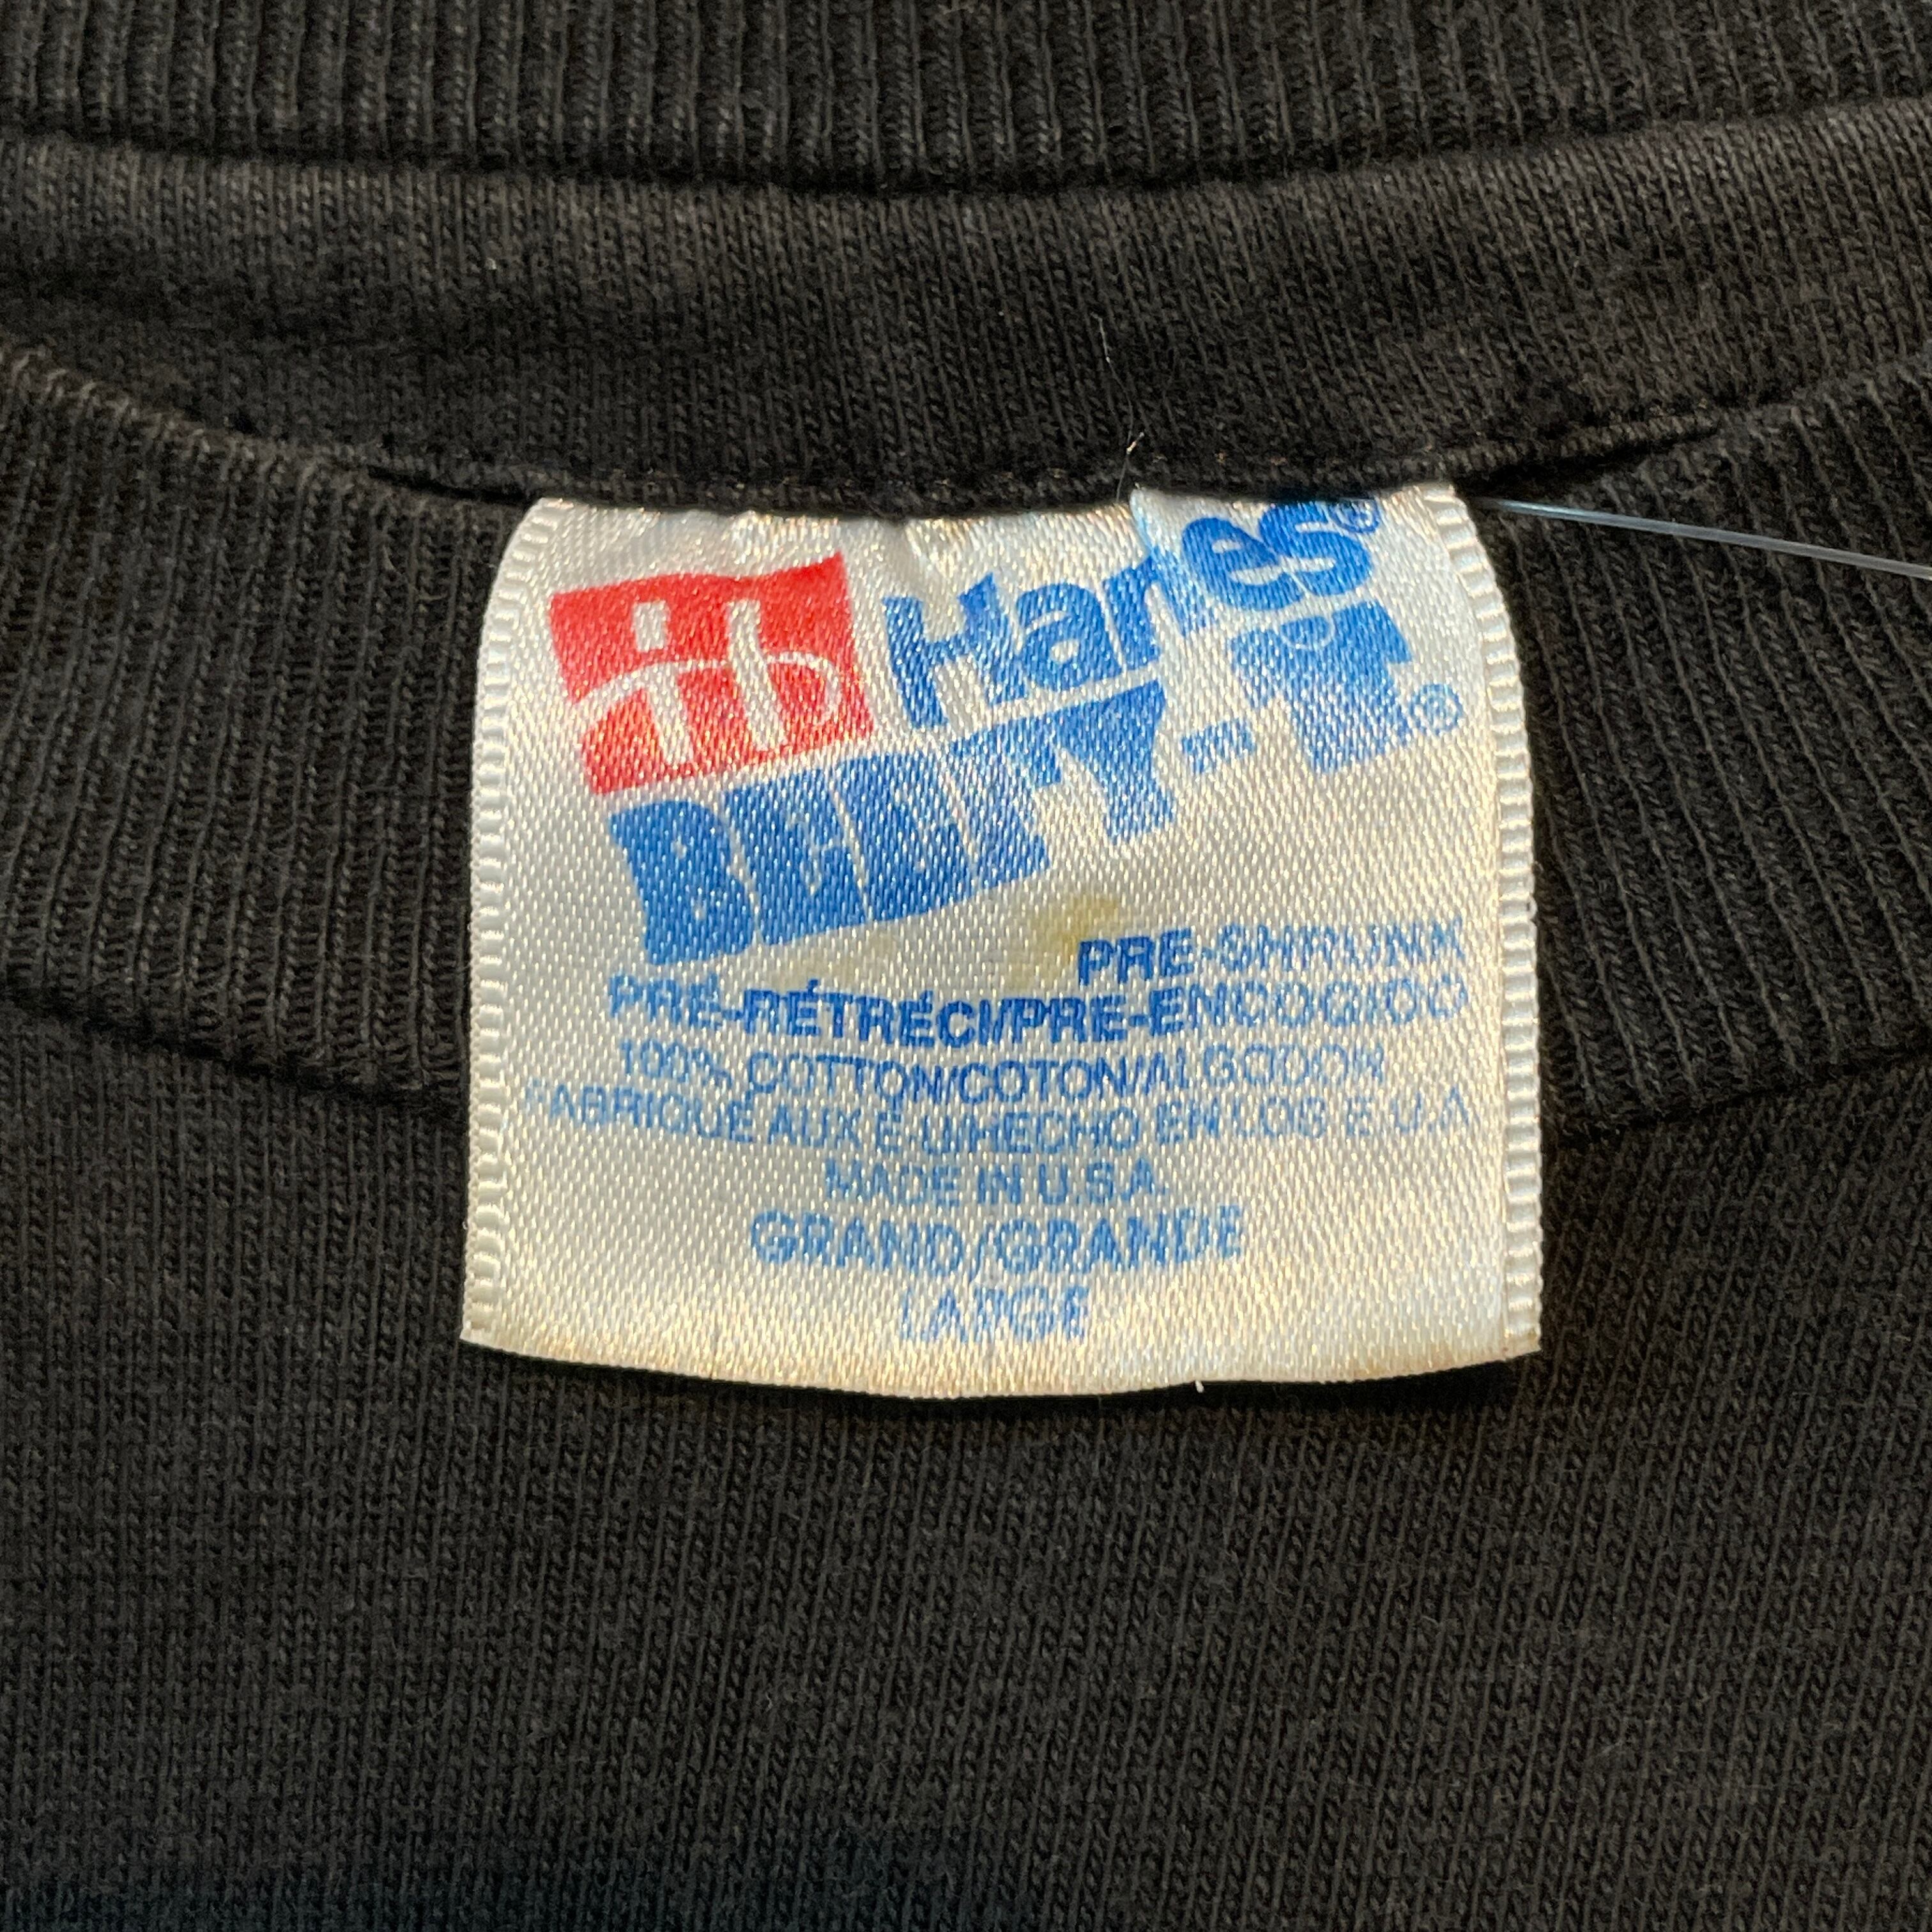 Hanes®
BEEFY-T®
PRE-SHRUNK
PRÉ-RÉTRÉCI/PRE-ENCOGIDO
100% COTTON/COTON/ALGODON
FABRIQUE AUX E-U/HECHO EN LOS E.U.A
MADE IN U.S.A.
GRAND/GRANDE
LARGE